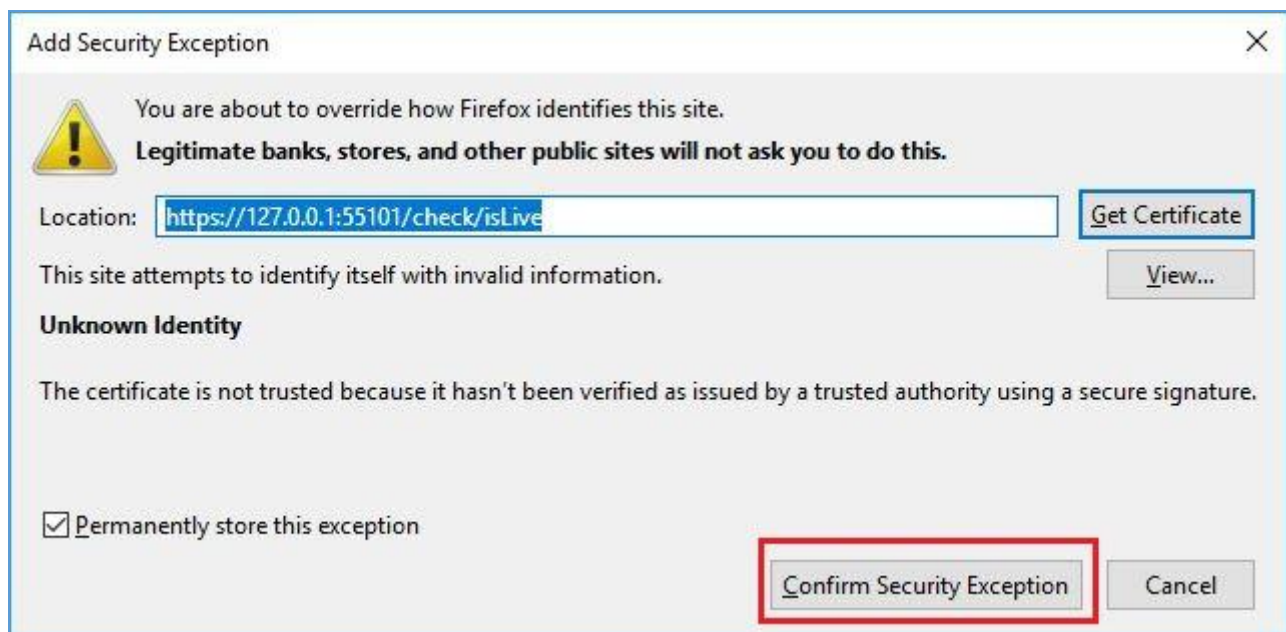 Add Security Exception
You are about to override how Firefox identifies this site.
Legitimate banks, stores, and other public sites will not ask you to do this.
Location: https://127.0.0.1:55101/check/isLive Get Certificate
This site attempts to identify itself with invalid information. View...
Unknown Identity
The certificate is not trusted because it hasn't been verified as issued by a trusted authority using a secure signature.
Permanently store this exception
Confirm Security Exception Cancel